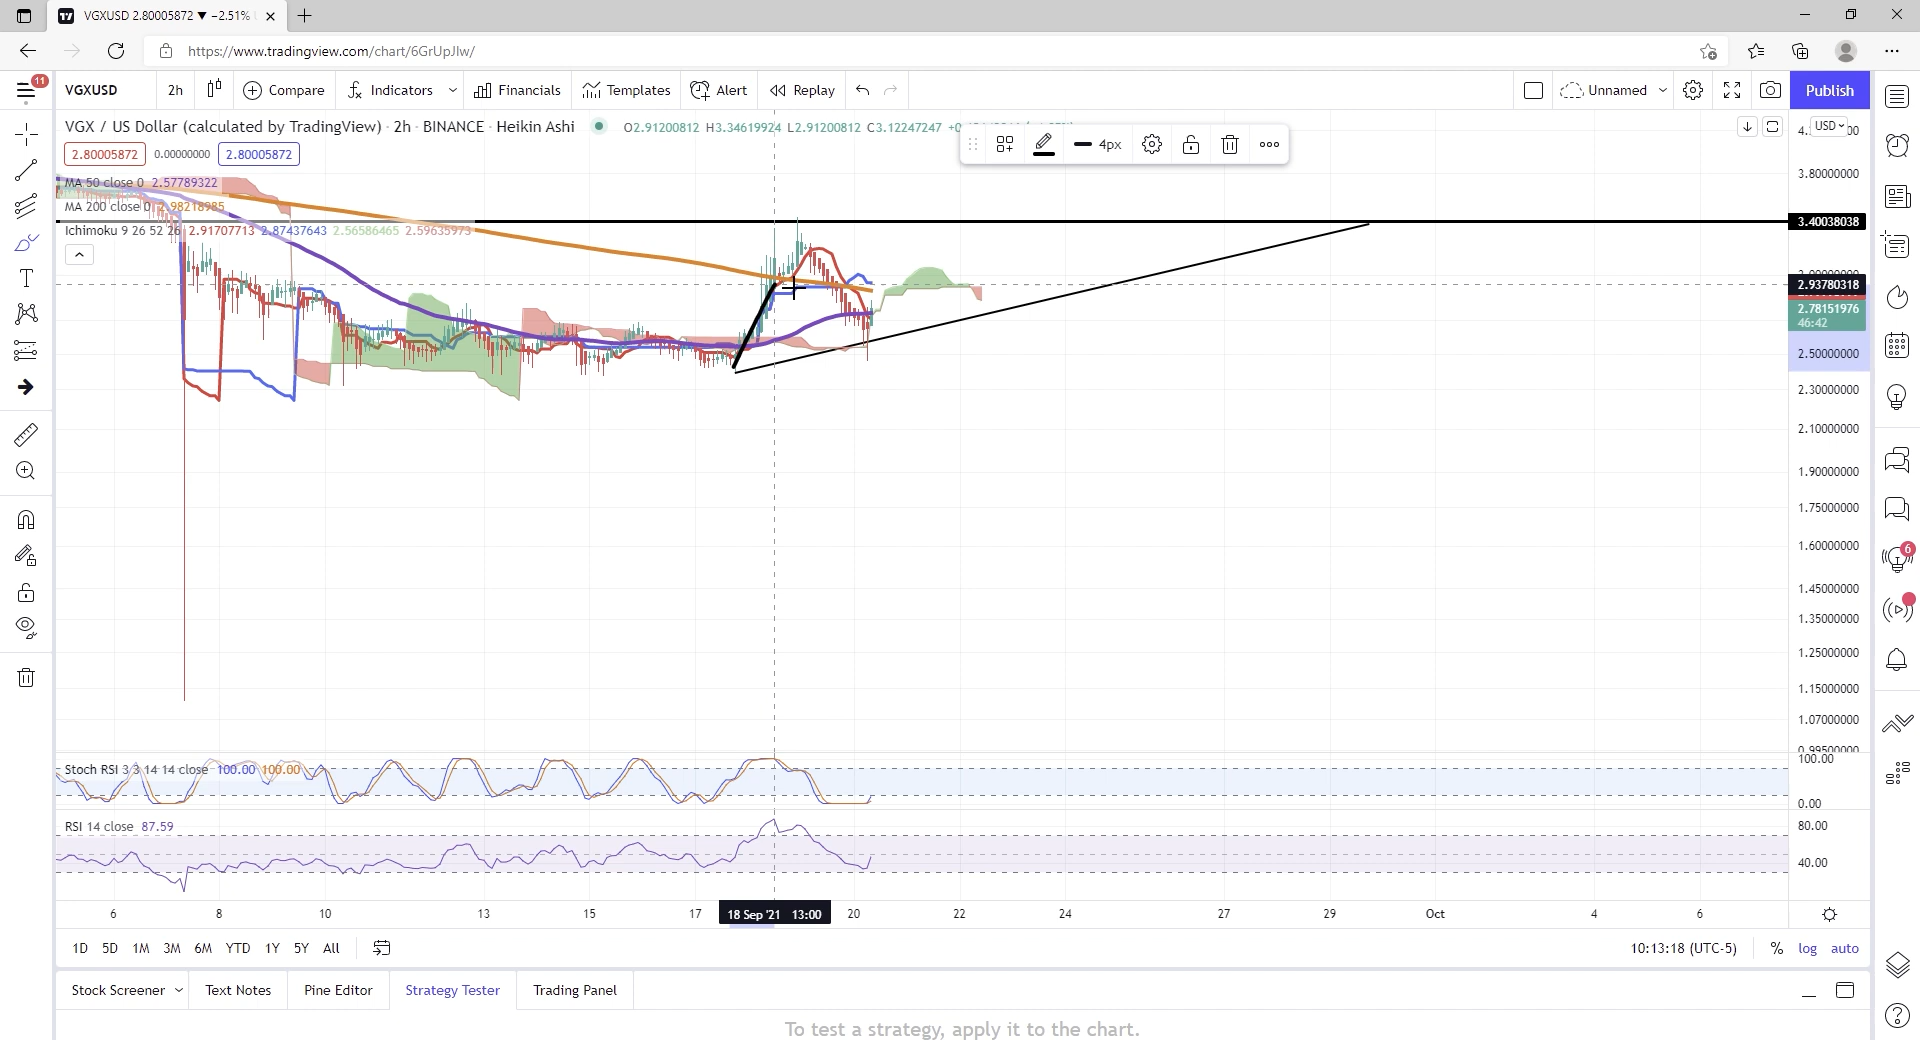 VGXUSD 2.80005872 ▼ −2.51%
https://www.tradingview.com/chart/6GrUpJIw/
11
VGXUSD 2h Compare Indicators Financials Templates Alert Replay Unnamed Publish
VGX / US Dollar (calculated by TradingView) · 2h · BINANCE · Heikin Ashi O2.91200812 H3.34619924 L2.91200812 C3.12247247
USD
4px
2.80005872 0.00000000 2.80005872
MA 50 close 0 2.57789322
MA 200 close 0 2.98218985
Ichimoku 9 26 52 26 2.91707713 2.87437643 2.56586465 2.59635973
3.80000000
3.40038038
2.93780318
2.78151976
46:42
2.50000000
2.30000000
2.10000000
1.90000000
1.75000000
1.60000000
1.45000000
1.35000000
1.25000000
1.15000000
1.07000000
0.99500000
Stoch RSI 3 3 14 14 close 100.00 100.00
100.00
0.00
RSI 14 close 87.59
80.00
40.00
6 8 10 13 15 17 18 Sep '21 13:00 20 22 24 27 29 Oct 4 6
1D 5D 1M 3M 6M YTD 1Y 5Y All 10:13:18 (UTC-5) % log auto
Stock Screener Text Notes Pine Editor Strategy Tester Trading Panel
To test a strategy, apply it to the chart.
6